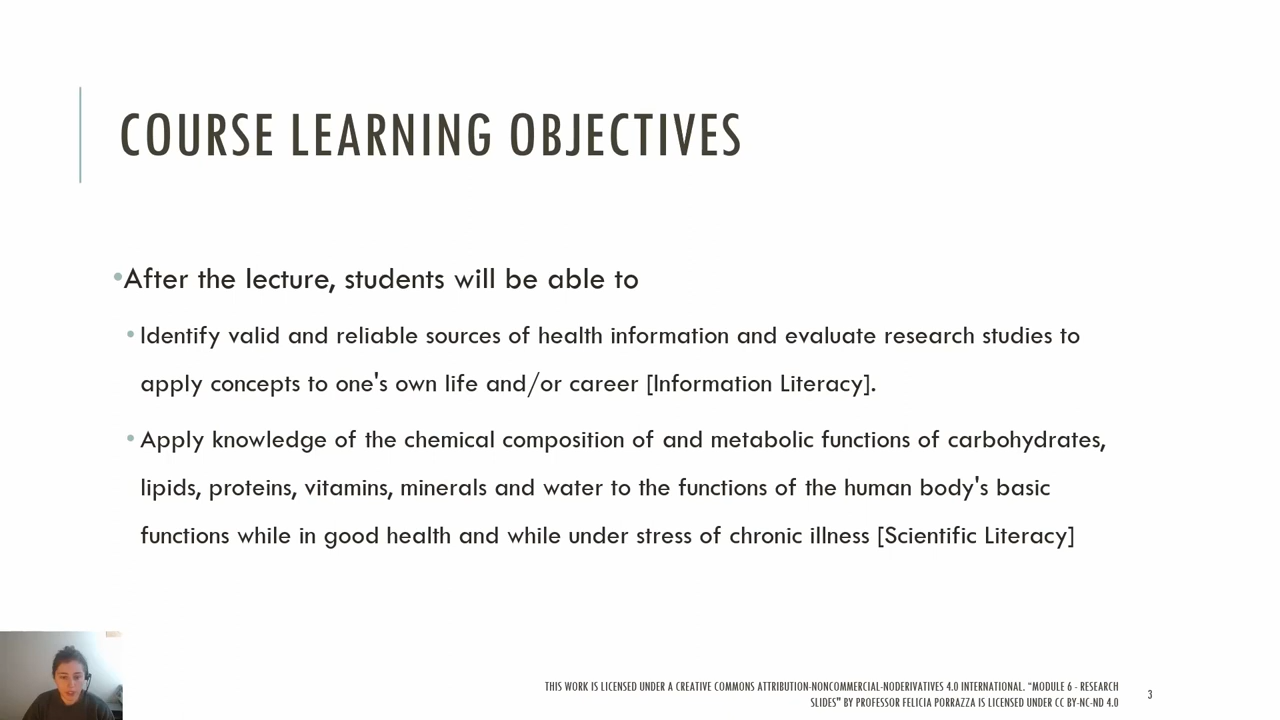 COURSE LEARNING OBJECTIVES
•After the lecture, students will be able to
• Identify valid and reliable sources of health information and evaluate research studies to
apply concepts to one's own life and/or career [Information Literacy].
• Apply knowledge of the chemical composition of and metabolic functions of carbohydrates,
lipids, proteins, vitamins, minerals and water to the functions of the human body's basic
functions while in good health and while under stress of chronic illness [Scientific Literacy]
THIS WORK IS LICENSED UNDER A CREATIVE COMMONS ATTRIBUTION-NONCOMMERCIAL-NODERIVATIVES 4.0 INTERNATIONAL. "MODULE 6 - RESEARCH
SLIDES" BY PROFESSOR FELICIA PORRAZZA IS LICENSED UNDER CC BY-NC-ND 4.0
3